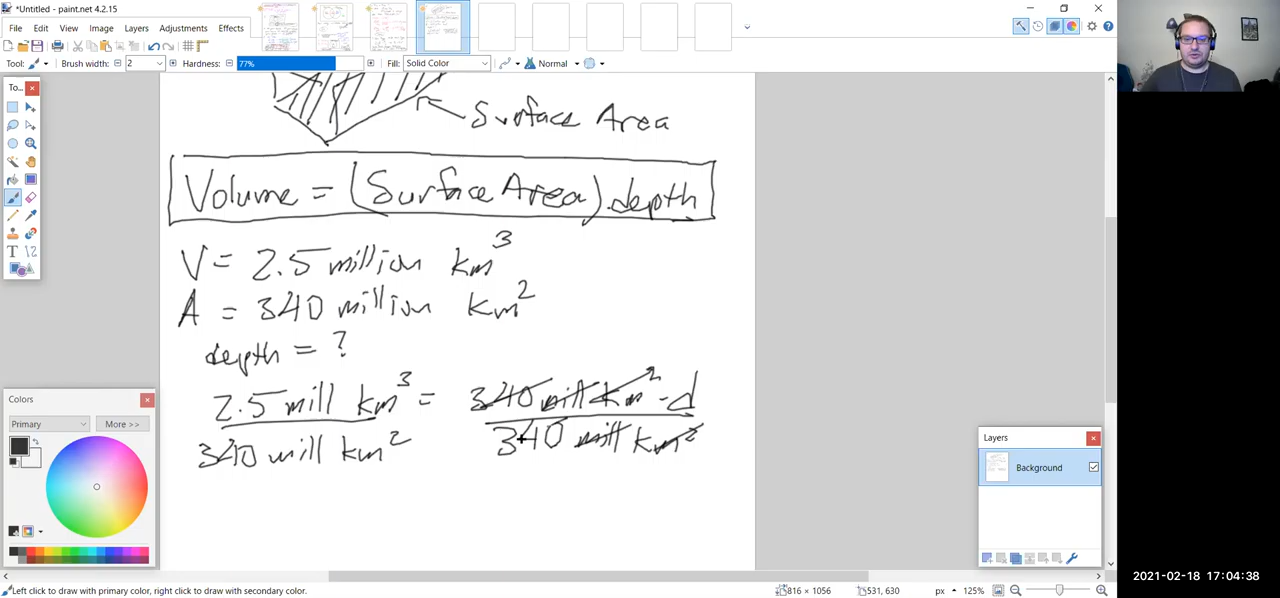 *Untitled - paint.net 4.2.15
File Edit View Image Layers Adjustments Effects
Tool: Brush width: 2 Hardness: 77% Fill: Solid Color Normal
To...
Surface Area
Volume = (Surface Area) · depth
V = 2.5 million km³
A = 340 million km²
depth = ?
2.5 mill km³ = 340 mill km² · d
340 mill km² 340 mill km²
Colors
Primary More >>
Layers
Background
2021-02-18 17:04:38
Left click to draw with primary color, right click to draw with secondary color.
816 × 1056 531, 630 px 125%